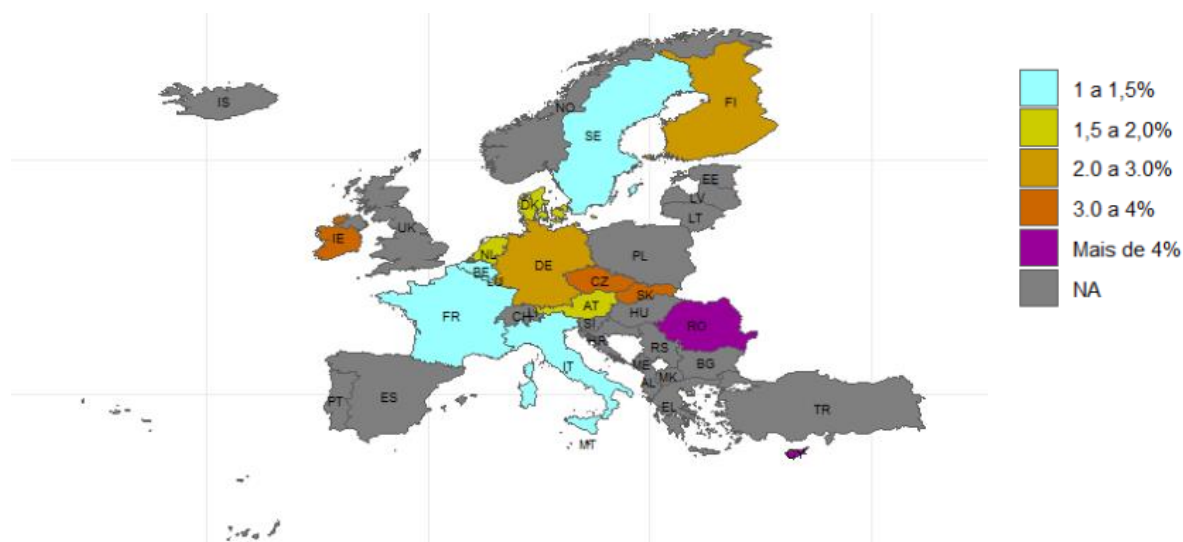 IS
NO
SE
FI
EE
LV
LT
DK
IE
UK
NL
BE
LU
DE
PL
CZ
SK
FR
CH
LI
AT
HU
SI
RO
HR
RS
IT
ME
BG
MK
AL
PT
ES
EL
TR
MT
1 a 1,5%
1,5 a 2,0%
2.0 a 3.0%
3.0 a 4%
Mais de 4%
NA